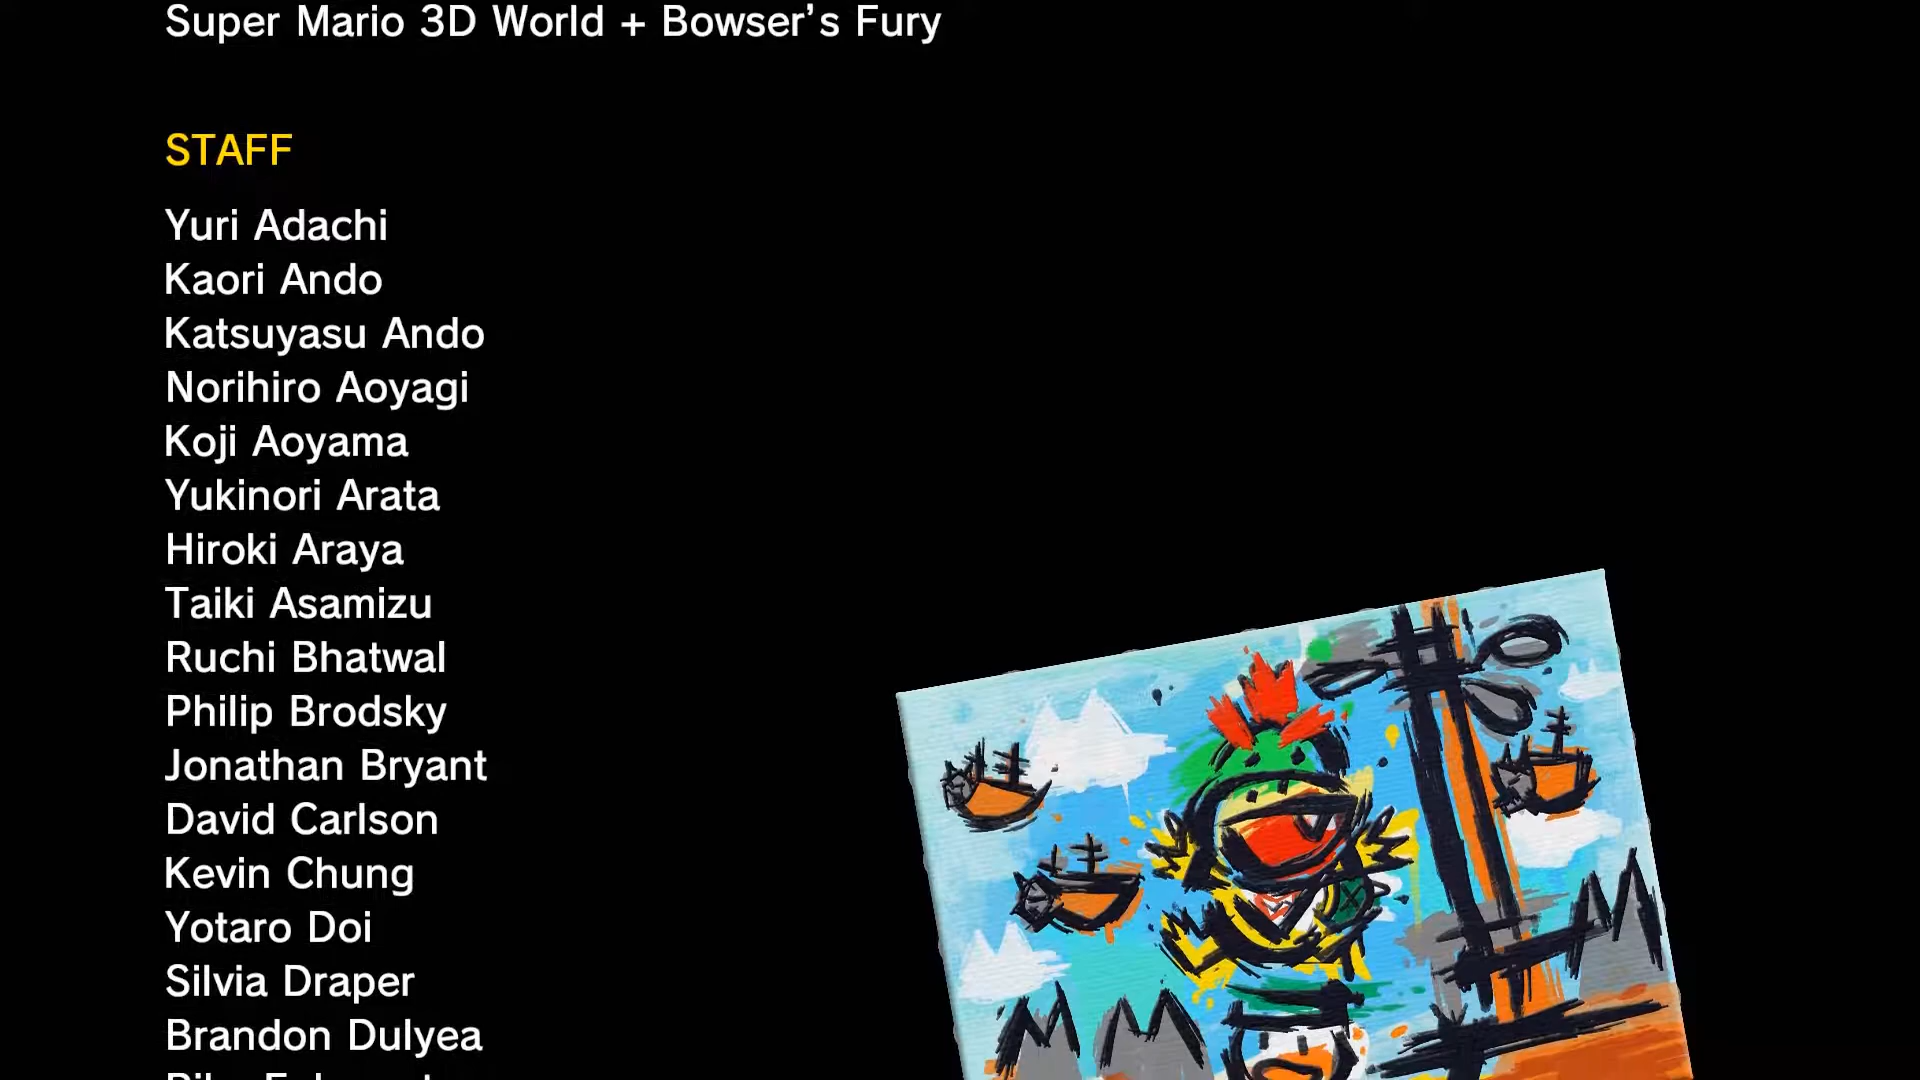 Super Mario 3D World + Bowser's Fury
STAFF
Yuri Adachi
Kaori Ando
Katsuyasu Ando
Norihiro Aoyagi
Koji Aoyama
Yukinori Arata
Hiroki Araya
Taiki Asamizu
Ruchi Bhatwal
Philip Brodsky
Jonathan Bryant
David Carlson
Kevin Chung
Yotaro Doi
Silvia Draper
Brandon Dulyea